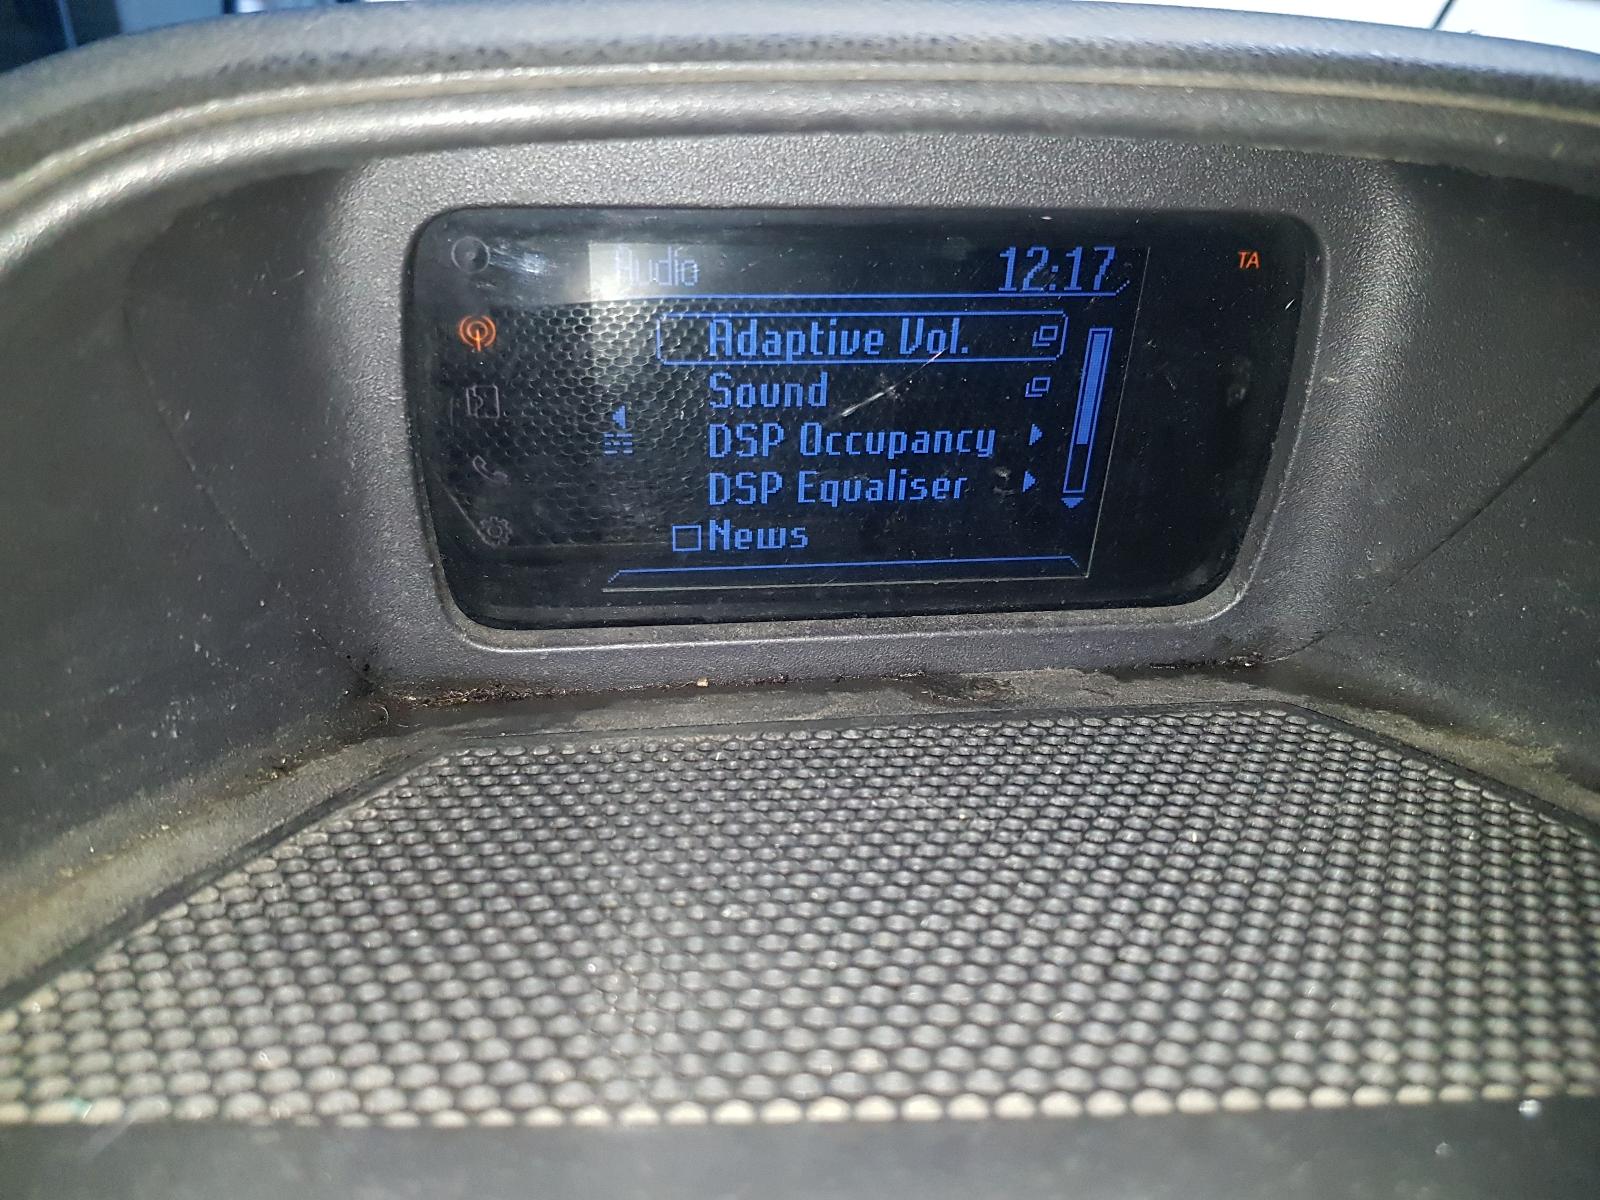 Audio 12:17 TA
Adaptive Vol.
Sound
DSP Occupancy
DSP Equaliser
News